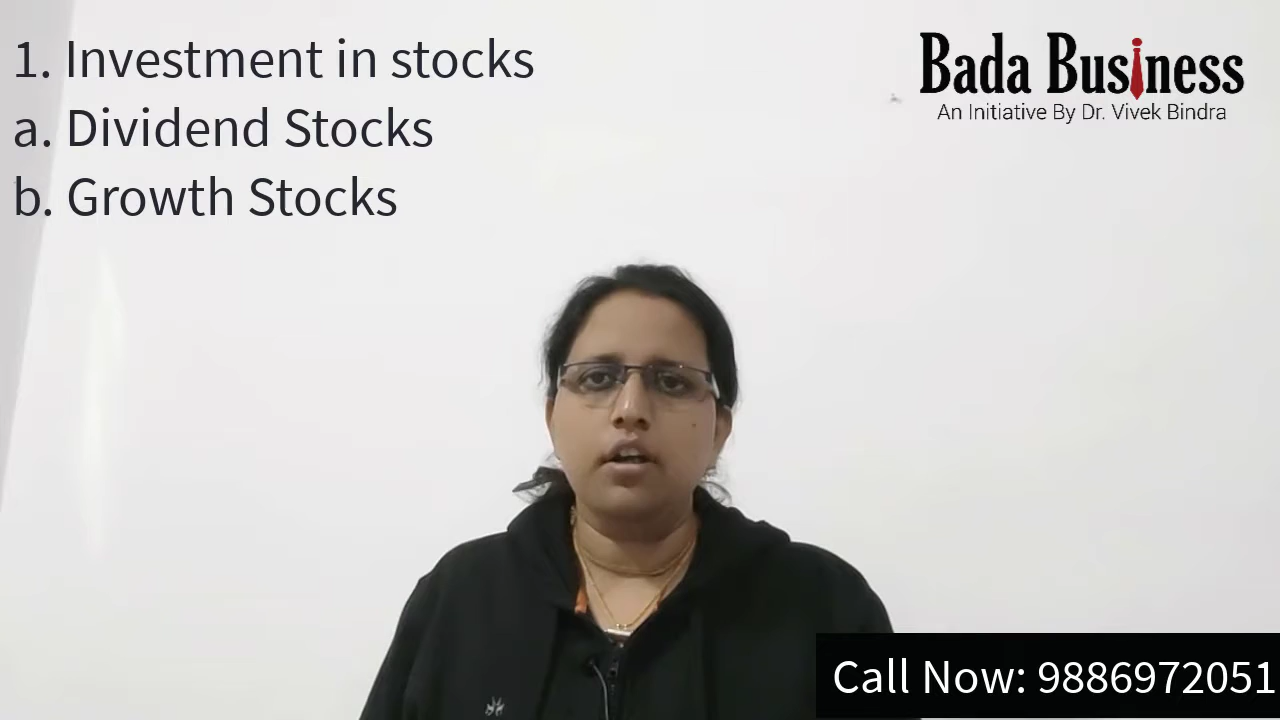 1. Investment in stocks
a. Dividend Stocks
b. Growth Stocks
Bada Business
An Initiative By Dr. Vivek Bindra
Call Now: 9886972051